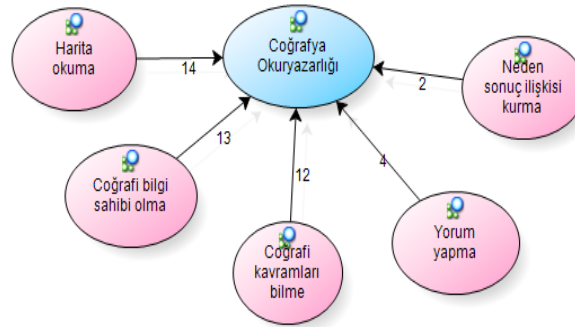 Harita
okuma
14
Coğrafya
Okuryazarlığı
Neden
sonuç ilişkisi
kurma
2
13
Coğrafi bilgi
sahibi olma
12
Coğrafi
kavramları
bilme
4
Yorum
yapma